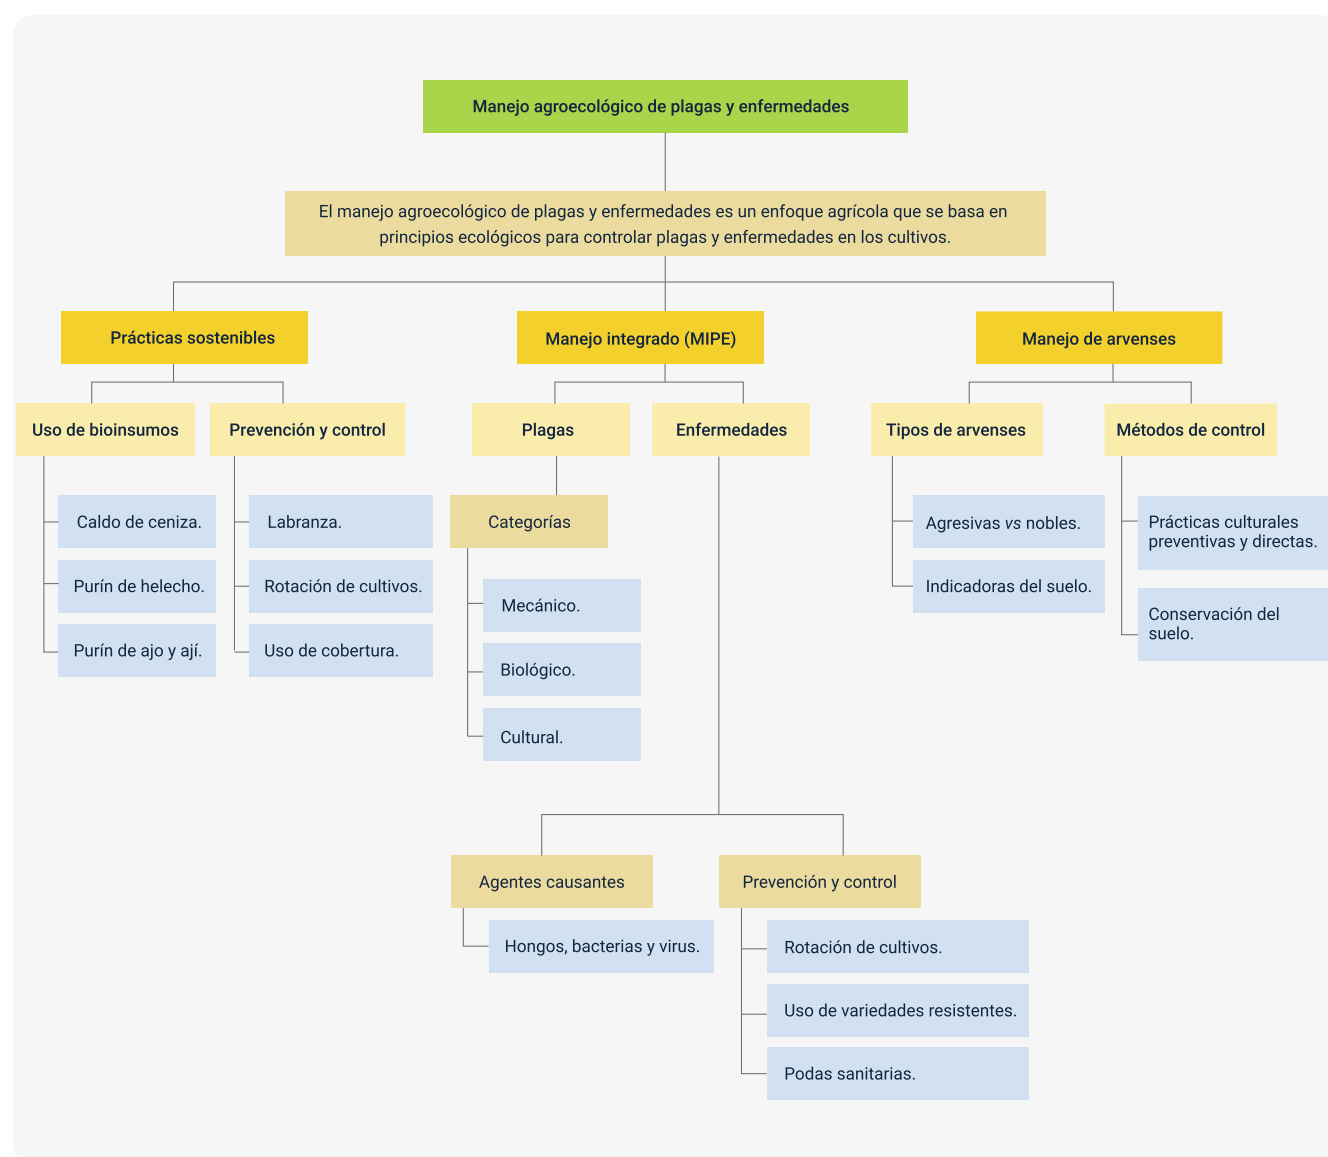 Manejo agroecológico de plagas y enfermedades
El manejo agroecológico de plagas y enfermedades es un enfoque agrícola que se basa en
principios ecológicos para controlar plagas y enfermedades en los cultivos.
Prácticas sostenibles
Manejo integrado (MIPE)
Manejo de arvenses
Uso de bioinsumos
Prevención y control
Plagas
Enfermedades
Tipos de arvenses
Métodos de control
Caldo de ceniza.
Purín de helecho.
Purín de ajo y ají.
Labranza.
Rotación de cultivos.
Uso de cobertura.
Categorías
Mecánico.
Biológico.
Cultural.
Agresivas vs nobles.
Indicadoras del suelo.
Prácticas culturales
preventivas y directas.
Conservación del
suelo.
Agentes causantes
Hongos, bacterias y virus.
Prevención y control
Rotación de cultivos.
Uso de variedades resistentes.
Podas sanitarias.